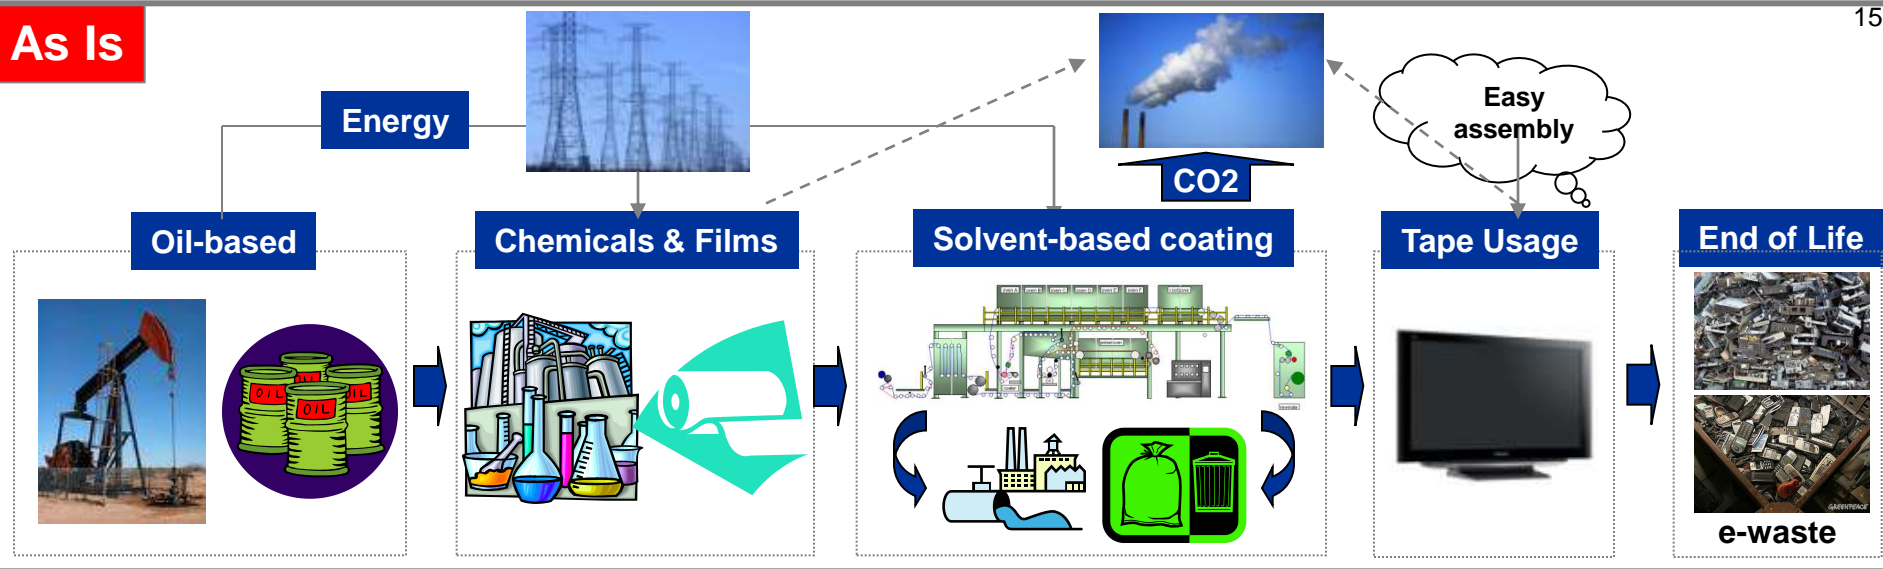 15
As Is
Energy
Easy
assembly
CO2
Oil-based
Chemicals & Films
Solvent-based coating
Tape Usage
End of Life
OIL
OIL
OIL
GREENPEACE
e-waste